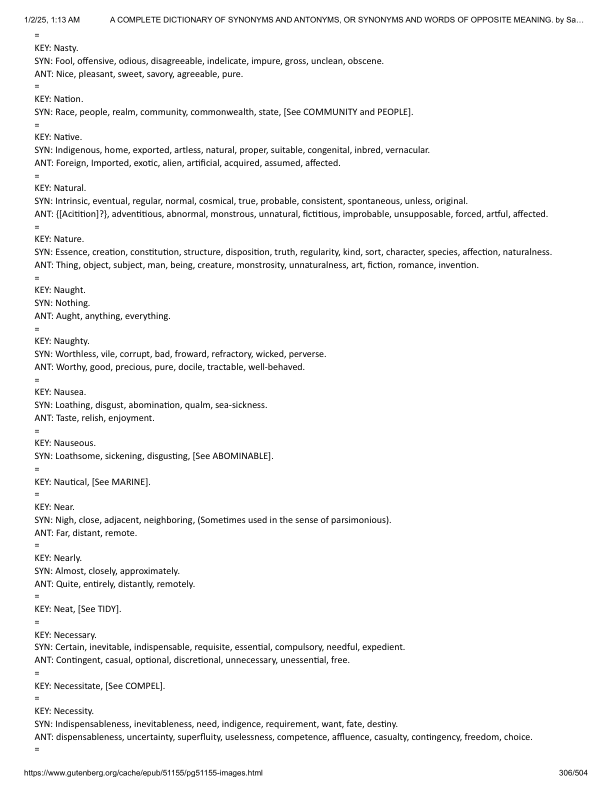 1/2/25, 1:13 AM A COMPLETE DICTIONARY OF SYNONYMS AND ANTONYMS, OR SYNONYMS AND WORDS OF OPPOSITE MEANING. by Sa…
=
KEY: Nasty.
SYN: Fool, offensive, odious, disagreeable, indelicate, impure, gross, unclean, obscene.
ANT: Nice, pleasant, sweet, savory, agreeable, pure.
=
KEY: Nation.
SYN: Race, people, realm, community, commonwealth, state, [See COMMUNITY and PEOPLE].
=
KEY: Native.
SYN: Indigenous, home, exported, artless, natural, proper, suitable, congenital, inbred, vernacular.
ANT: Foreign, Imported, exotic, alien, artificial, acquired, assumed, affected.
=
KEY: Natural.
SYN: Intrinsic, eventual, regular, normal, cosmical, true, probable, consistent, spontaneous, unless, original.
ANT: {[Acitition]?}, adventitious, abnormal, monstrous, unnatural, fictitious, improbable, unsupposable, forced, artful, affected.
=
KEY: Nature.
SYN: Essence, creation, constitution, structure, disposition, truth, regularity, kind, sort, character, species, affection, naturalness.
ANT: Thing, object, subject, man, being, creature, monstrosity, unnaturalness, art, fiction, romance, invention.
=
KEY: Naught.
SYN: Nothing.
ANT: Aught, anything, everything.
=
KEY: Naughty.
SYN: Worthless, vile, corrupt, bad, froward, refractory, wicked, perverse.
ANT: Worthy, good, precious, pure, docile, tractable, well-behaved.
=
KEY: Nausea.
SYN: Loathing, disgust, abomination, qualm, sea-sickness.
ANT: Taste, relish, enjoyment.
=
KEY: Nauseous.
SYN: Loathsome, sickening, disgusting, [See ABOMINABLE].
=
KEY: Nautical, [See MARINE].
=
KEY: Near.
SYN: Nigh, close, adjacent, neighboring, (Sometimes used in the sense of parsimonious).
ANT: Far, distant, remote.
=
KEY: Nearly.
SYN: Almost, closely, approximately.
ANT: Quite, entirely, distantly, remotely.
=
KEY: Neat, [See TIDY].
=
KEY: Necessary.
SYN: Certain, inevitable, indispensable, requisite, essential, compulsory, needful, expedient.
ANT: Contingent, casual, optional, discretional, unnecessary, unessential, free.
=
KEY: Necessitate, [See COMPEL].
=
KEY: Necessity.
SYN: Indispensableness, inevitableness, need, indigence, requirement, want, fate, destiny.
ANT: dispensableness, uncertainty, superfluity, uselessness, competence, affluence, casualty, contingency, freedom, choice.
=
https://www.gutenberg.org/cache/epub/51155/pg51155-images.html 306/504